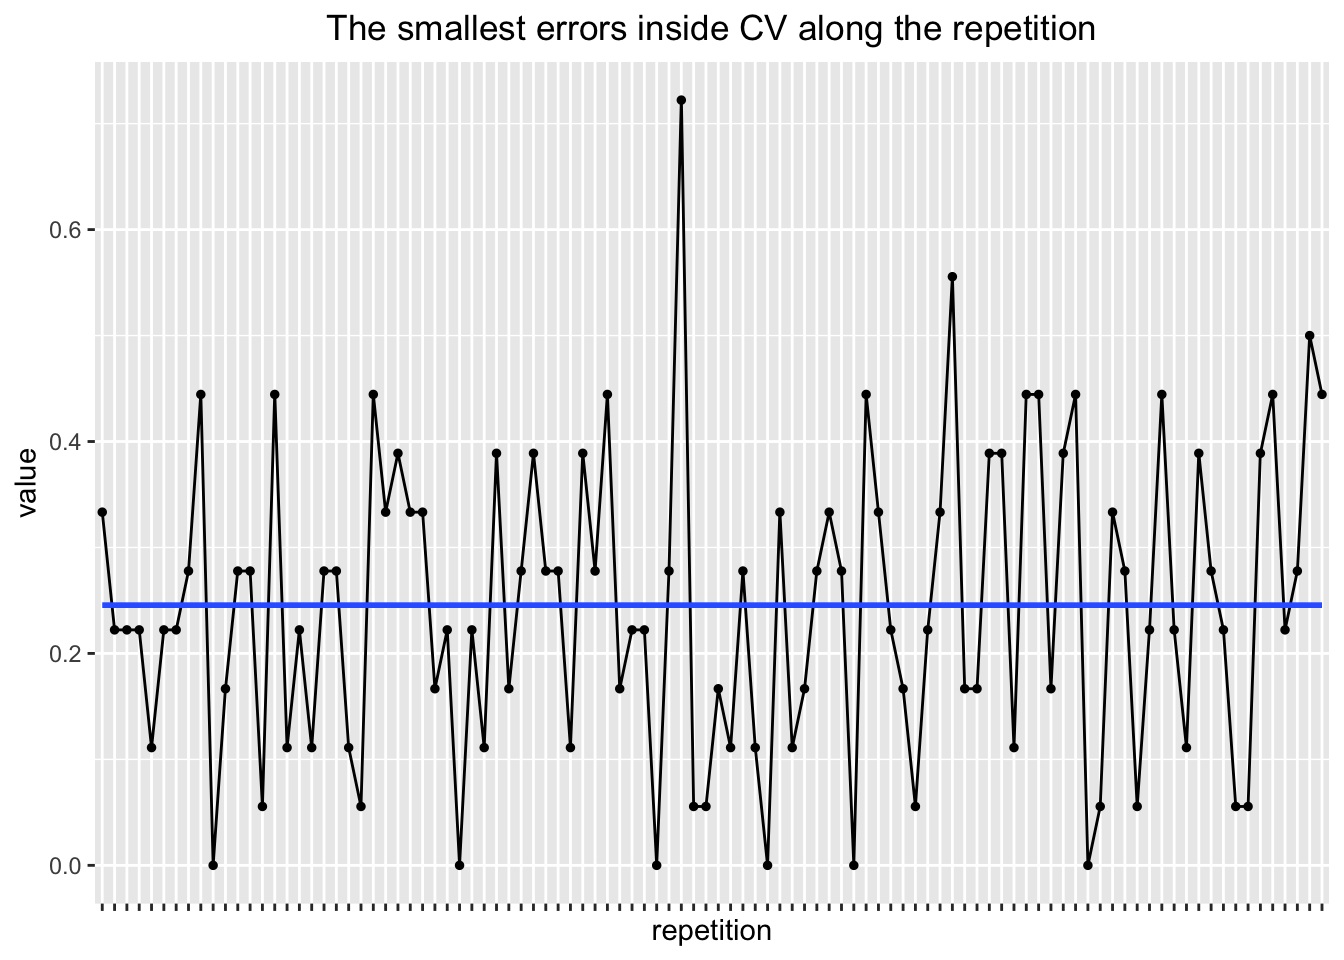 The smallest errors inside CV along the repetition
0.6
0.4
0.2
0.0
value
repetition